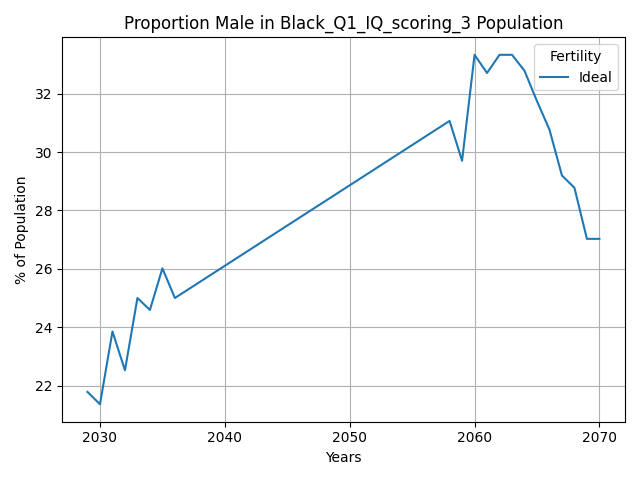 Proportion Male in Black_Q1_IQ_scoring_3 Population
Fertility
Ideal
% of Population
32
30
28
26
24
22
2030 2040 2050 2060 2070
Years